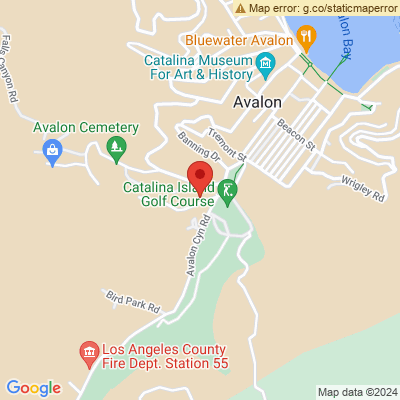 Map error: g.co/staticmaperror
Falls Canyon Rd
Bluewater Avalon
Avalon Bay
Catalina Museum
For Art & History
Avalon
Avalon Cemetery
Tremont St
Beacon St
Banning Dr
Wrigley Rd
Catalina Island
Golf Course
Avalon Cyn Rd
Bird Park Rd
Los Angeles County
Fire Dept. Station 55
Google
Map data ©2024